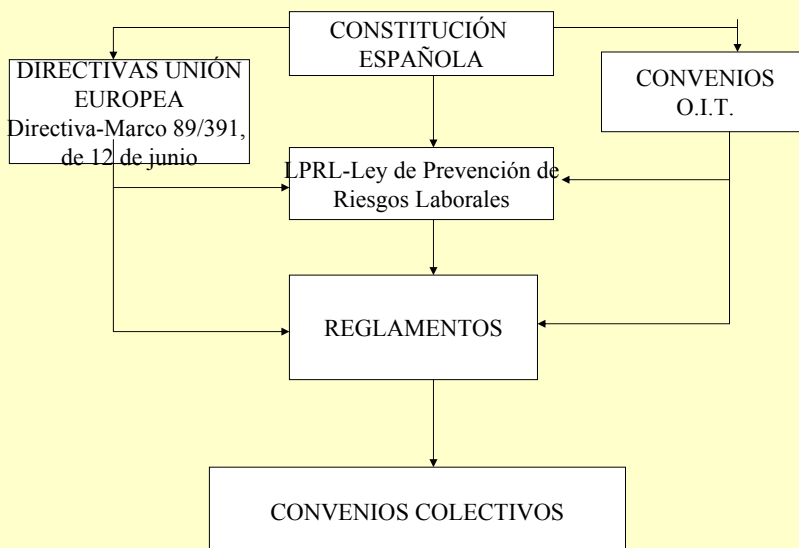 CONSTITUCIÓN
ESPAÑOLA
DIRECTIVAS UNIÓN
EUROPEA
Directiva-Marco 89/391,
de 12 de junio
CONVENIOS
O.I.T.
LPRL-Ley de Prevención de
Riesgos Laborales
REGLAMENTOS
CONVENIOS COLECTIVOS